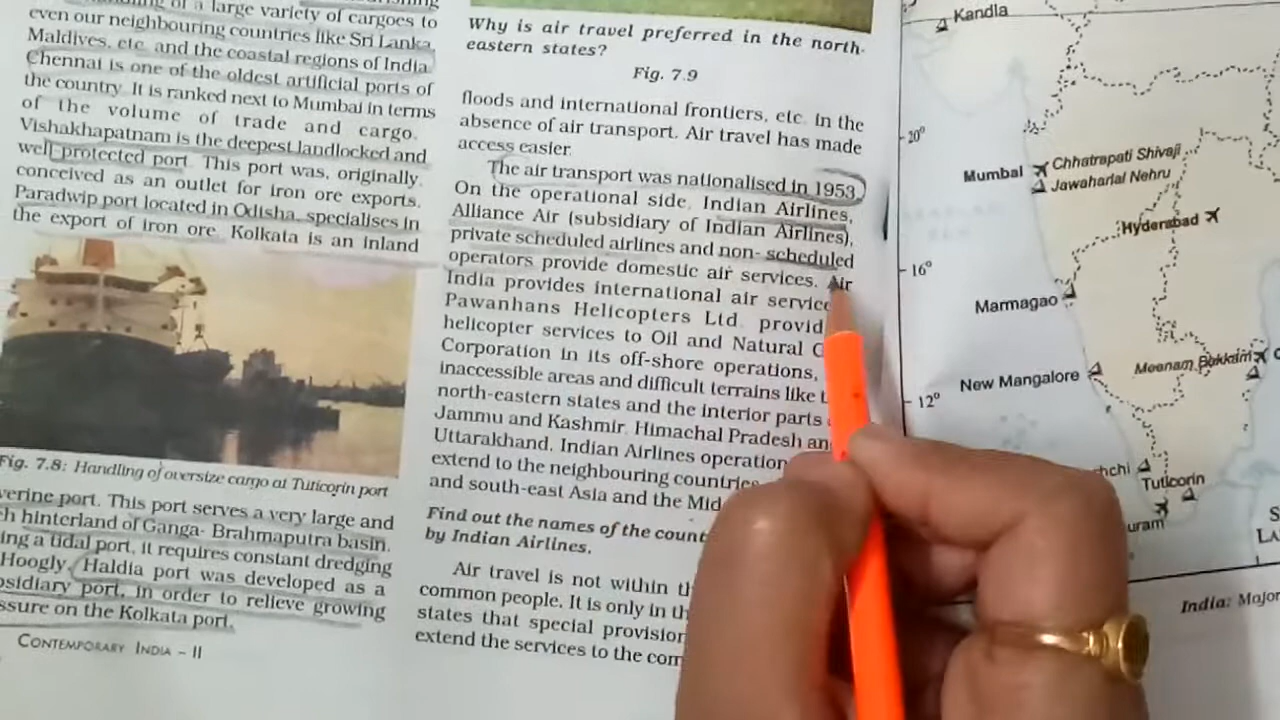 of a large variety of cargoes to
even our neighbouring countries like Sri Lanka,
Maldives, etc. and the coastal regions of India.
Chennai is one of the oldest artificial ports of
the country. It is ranked next to Mumbai in terms
of the volume of trade and cargo.
Vishakhapatnam is the deepest landlocked and
well protected port. This port was, originally,
conceived as an outlet for iron ore exports.
Paradwip port located in Odisha, specialises in
the export of iron ore. Kolkata is an inland
Fig. 7.8: Handling of oversize cargo at Tuticorin port
verine port. This port serves a very large and
h hinterland of Ganga- Brahmaputra basin.
ing a tidal port, it requires constant dredging
Hoogly. Haldia port was developed as a
bsidiary port, in order to relieve growing
ssure on the Kolkata port.
CONTEMPORARY INDIA – II
Why is air travel preferred in the north-
eastern states?
Fig. 7.9
floods and international frontiers, etc. in the
absence of air transport. Air travel has made
access easier.
The air transport was nationalised in 1953.
On the operational side, Indian Airlines,
Alliance Air (subsidiary of Indian Airlines),
private scheduled airlines and non- scheduled
operators provide domestic air services. Air
India provides international air service
Pawanhans Helicopters Ltd. provid
helicopter services to Oil and Natural G
Corporation in its off-shore operations,
inaccessible areas and difficult terrains like t
north-eastern states and the interior parts
Jammu and Kashmir, Himachal Pradesh an
Uttarakhand. Indian Airlines operation
extend to the neighbouring countries
and south-east Asia and the Mid
Find out the names of the count
by Indian Airlines.
Air travel is not within th
common people. It is only in th
states that special provision
extend the services to the com
Kandla
20°
Mumbai
Chhatrapati Shivaji
Jawaharlal Nehru
Hyderabad
16°
Marmagao
Meenam Bakkam
New Mangalore
12°
chchi
Tuticorin
uram
S
LA
India: Major